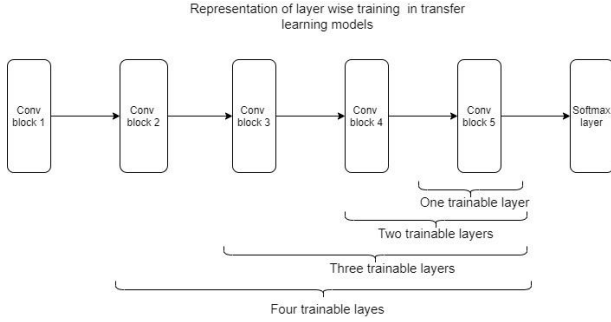 Representation of layer wise training in transfer
learning models
Conv
block 1
Conv
block 2
Conv
block 3
Conv
block 4
Conv
block 5
Softmax
layer
One trainable layer
Two trainable layers
Three trainable layers
Four trainable layes